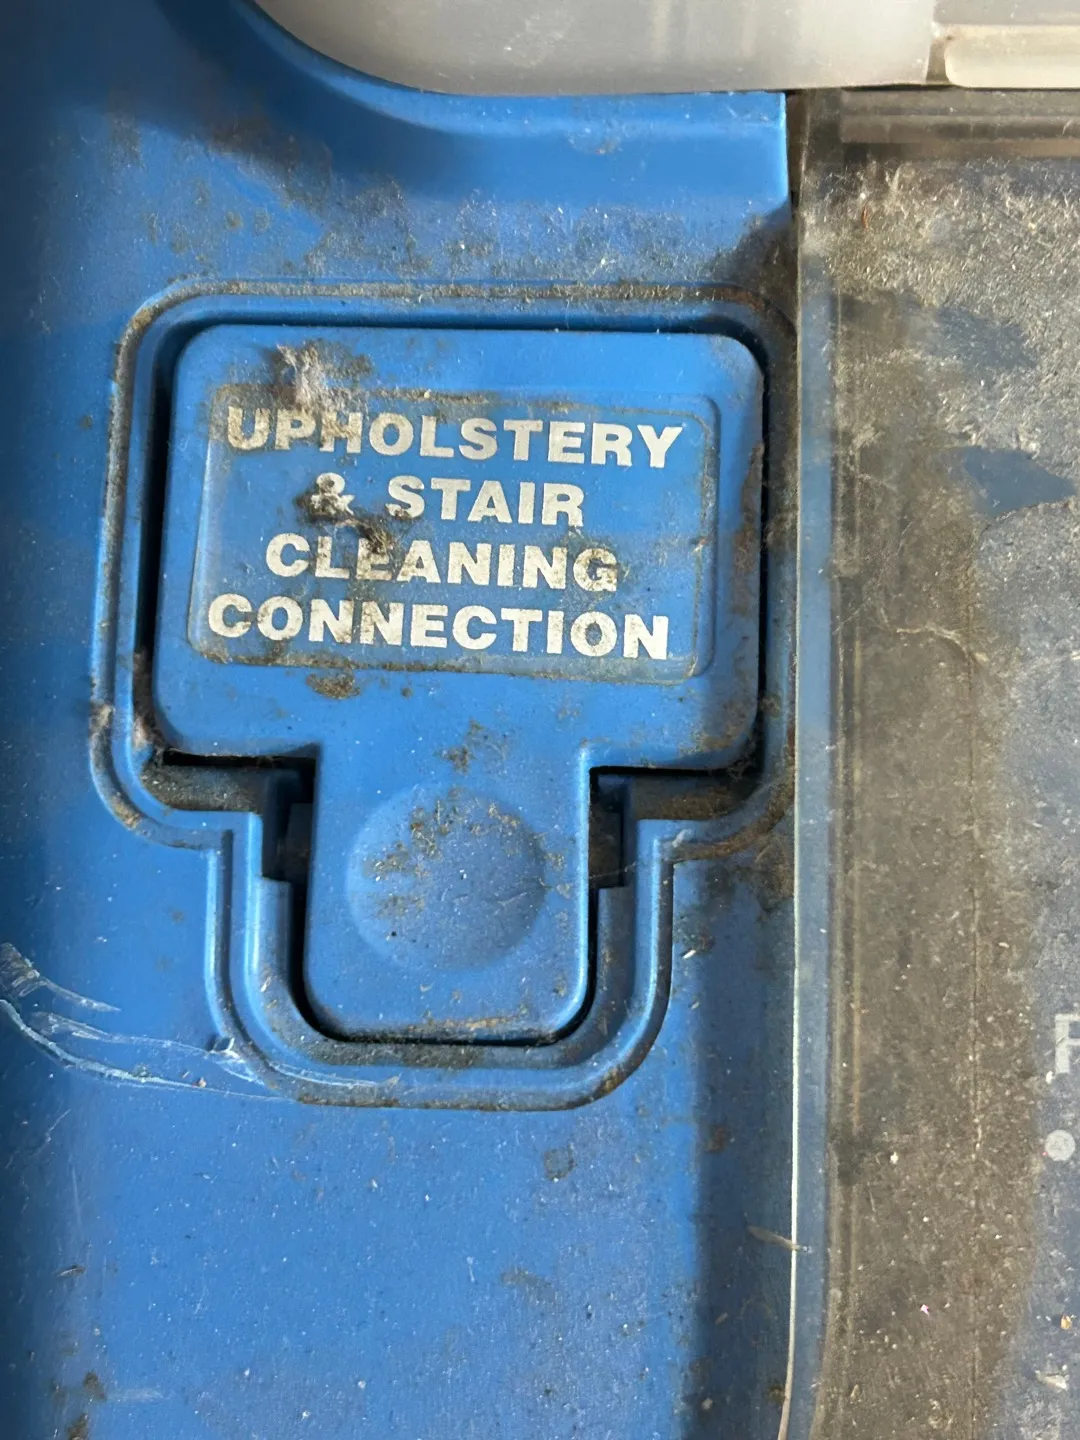 UPHOLSTERY
& STAIR
CLEANING
CONNECTION